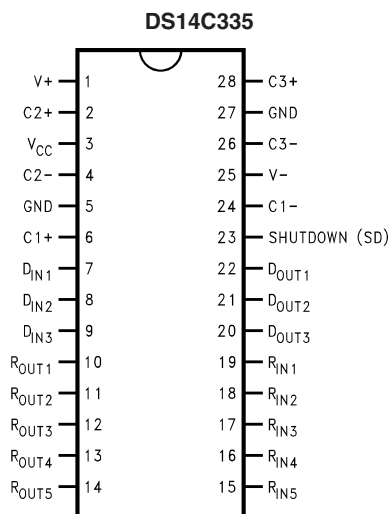 DS14C335
V+ 1 28 C3+
C2+ 2 27 GND
VCC 3 26 C3-
C2- 4 25 V-
GND 5 24 C1-
C1+ 6 23 SHUTDOWN (SD)
DIN1 7 22 DOUT1
DIN2 8 21 DOUT2
DIN3 9 20 DOUT3
ROUT1 10 19 RIN1
ROUT2 11 18 RIN2
ROUT3 12 17 RIN3
ROUT4 13 16 RIN4
ROUT5 14 15 RIN5